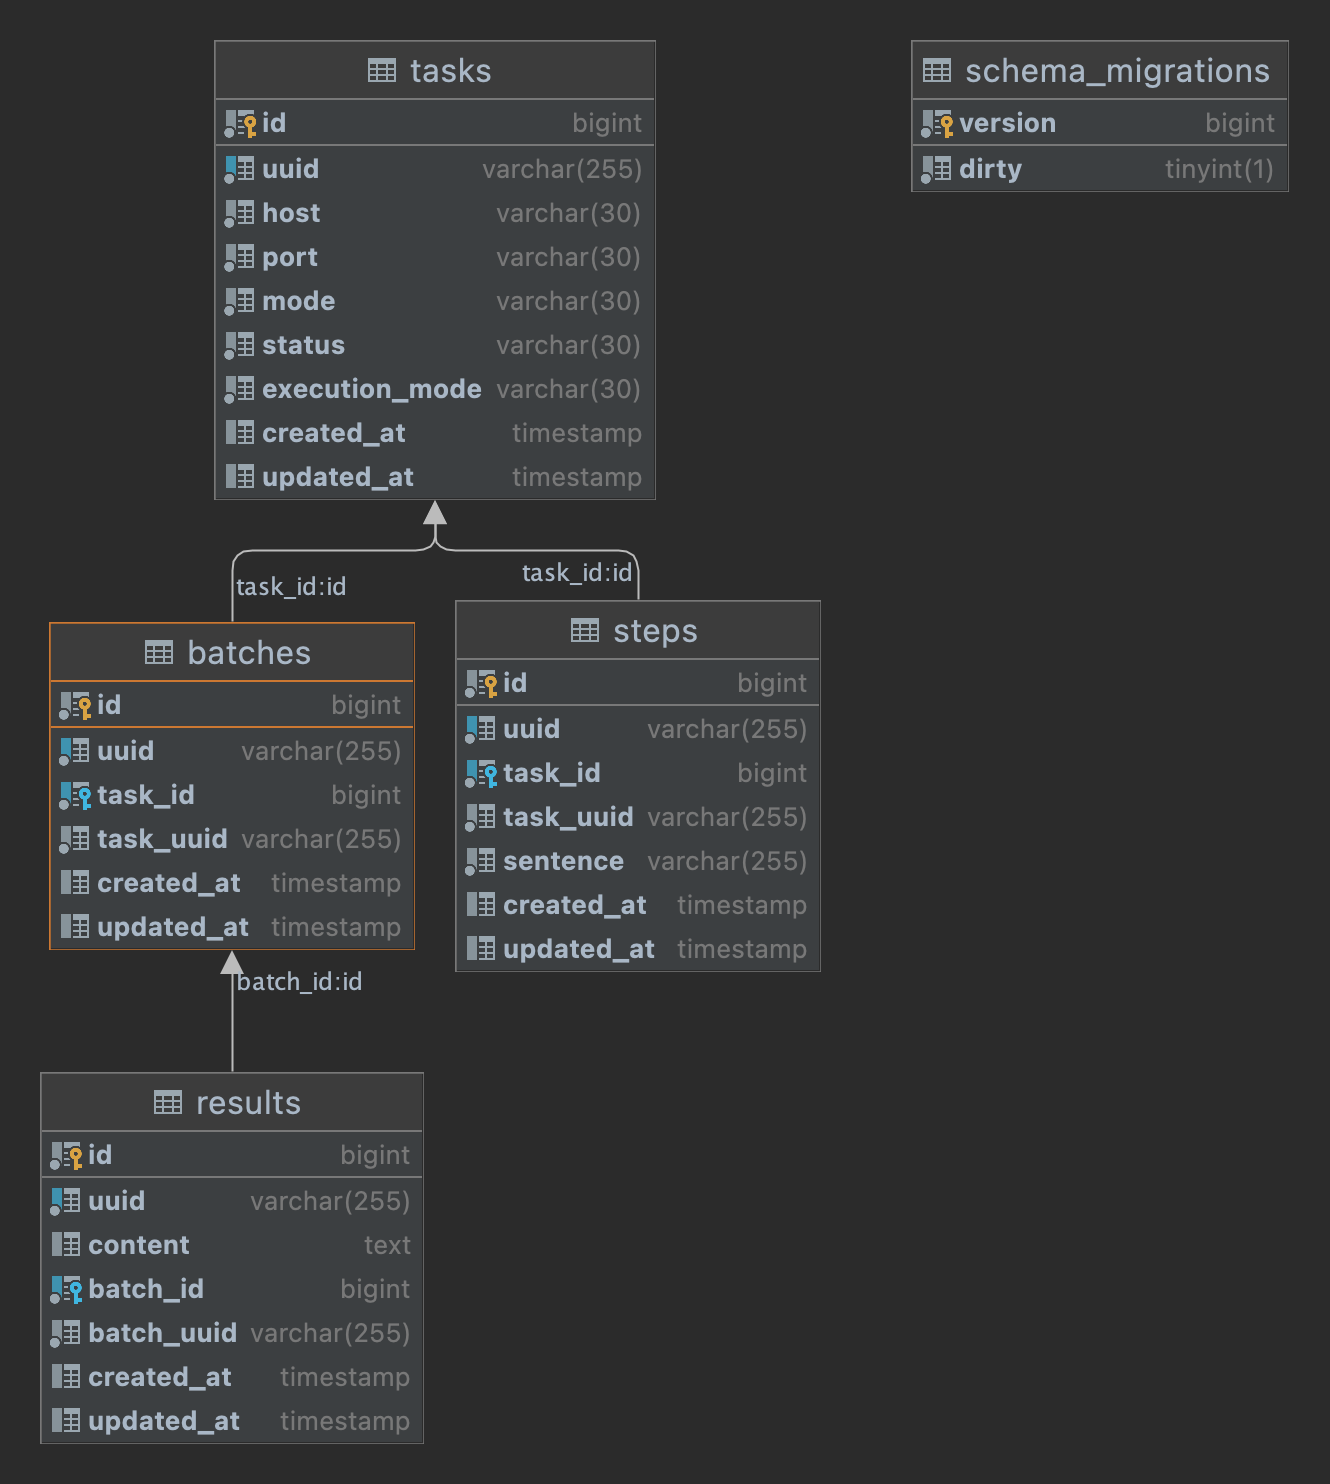 tasks
id bigint
uuid varchar(255)
host varchar(30)
port varchar(30)
mode varchar(30)
status varchar(30)
execution_mode varchar(30)
created_at timestamp
updated_at timestamp
schema_migrations
version bigint
dirty tinyint(1)
task_id:id
task_id:id
batches
id bigint
uuid varchar(255)
task_id bigint
task_uuid varchar(255)
created_at timestamp
updated_at timestamp
steps
id bigint
uuid varchar(255)
task_id bigint
task_uuid varchar(255)
sentence varchar(255)
created_at timestamp
updated_at timestamp
batch_id:id
results
id bigint
uuid varchar(255)
content text
batch_id bigint
batch_uuid varchar(255)
created_at timestamp
updated_at timestamp